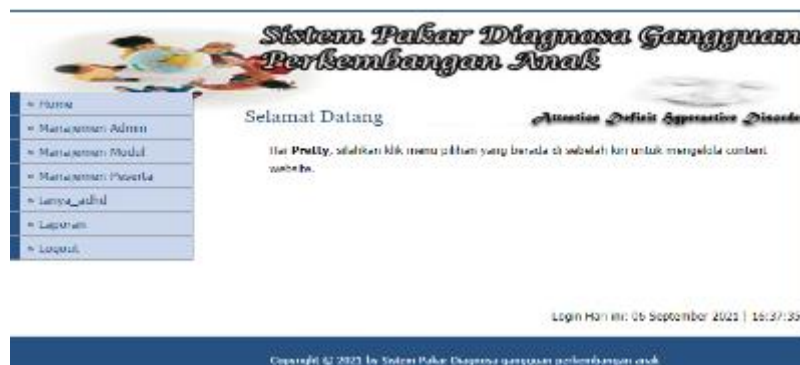 Sistem Pakar Diagnosa Gangguan
Perkembangan Anak
» Home
» Manajemen Admin
» Manajemen Modul
» Manajemen Peserta
» tanya_adhd
» Laporan
» Logout
Selamat Datang
Attention Deficit Hyperactive Disorde
Hai Pretty, silahkan klik menu pilihan yang berada di sebelah kiri untuk mengelola content
website.
Login Hari ini: 06 September 2021 | 16:37:35
Copyright © 2021 by Sistem Pakar Diagnosa gangguan perkembangan anak